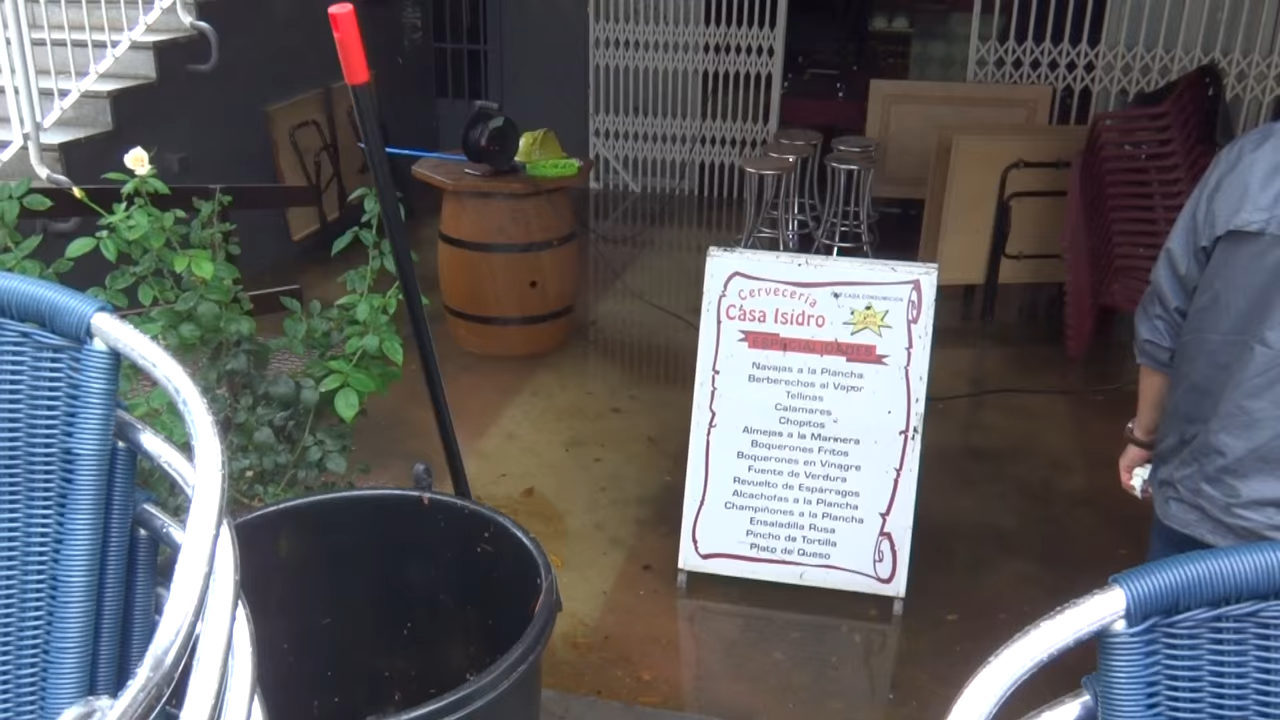 Cervecería
Casa Isidro
CADA CONSUMICION
ESPECIALIDADES
Navajas a la Plancha
Berberechos al Vapor
Tellinas
Calamares
Chopitos
Almejas a la Marinera
Boquerones Fritos
Boquerones en Vinagre
Fuente de Verdura
Revuelto de Espárragos
Alcachofas a la Plancha
Champiñones a la Plancha
Ensaladilla Rusa
Pincho de Tortilla
Plato de Queso